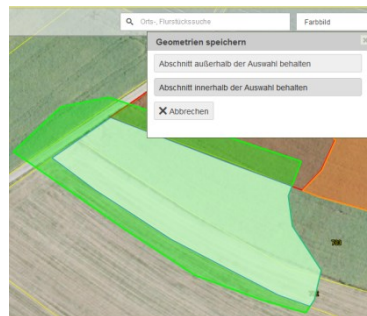 Orts-, Flurstückssuche
Farbbild
Geometrien speichern
Abschnitt außerhalb der Auswahl behalten
Abschnitt innerhalb der Auswahl behalten
Abbrechen